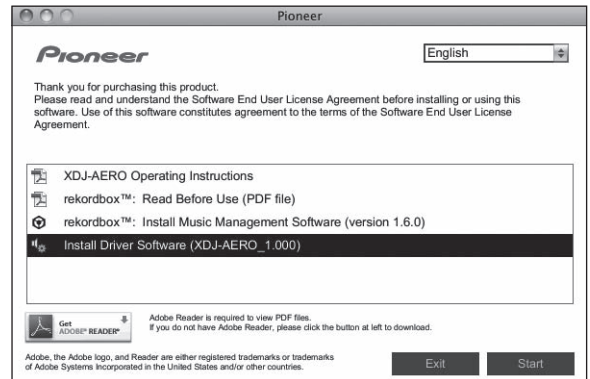 Pioneer
Pioneer
English
Thank you for purchasing this product.
Please read and understand the Software End User License Agreement before installing or using this
software. Use of this software constitutes agreement to the terms of the Software End User License
Agreement.
XDJ-AERO Operating Instructions
rekordbox™: Read Before Use (PDF file)
rekordbox™: Install Music Management Software (version 1.6.0)
Install Driver Software (XDJ-AERO_1.000)
Get
ADOBE® READER®
Adobe Reader is required to view PDF files.
If you do not have Adobe Reader, please click the button at left to download.
Adobe, the Adobe logo, and Reader are either registered trademarks or trademarks
of Adobe Systems Incorporated in the United States and/or other countries.
Exit
Start